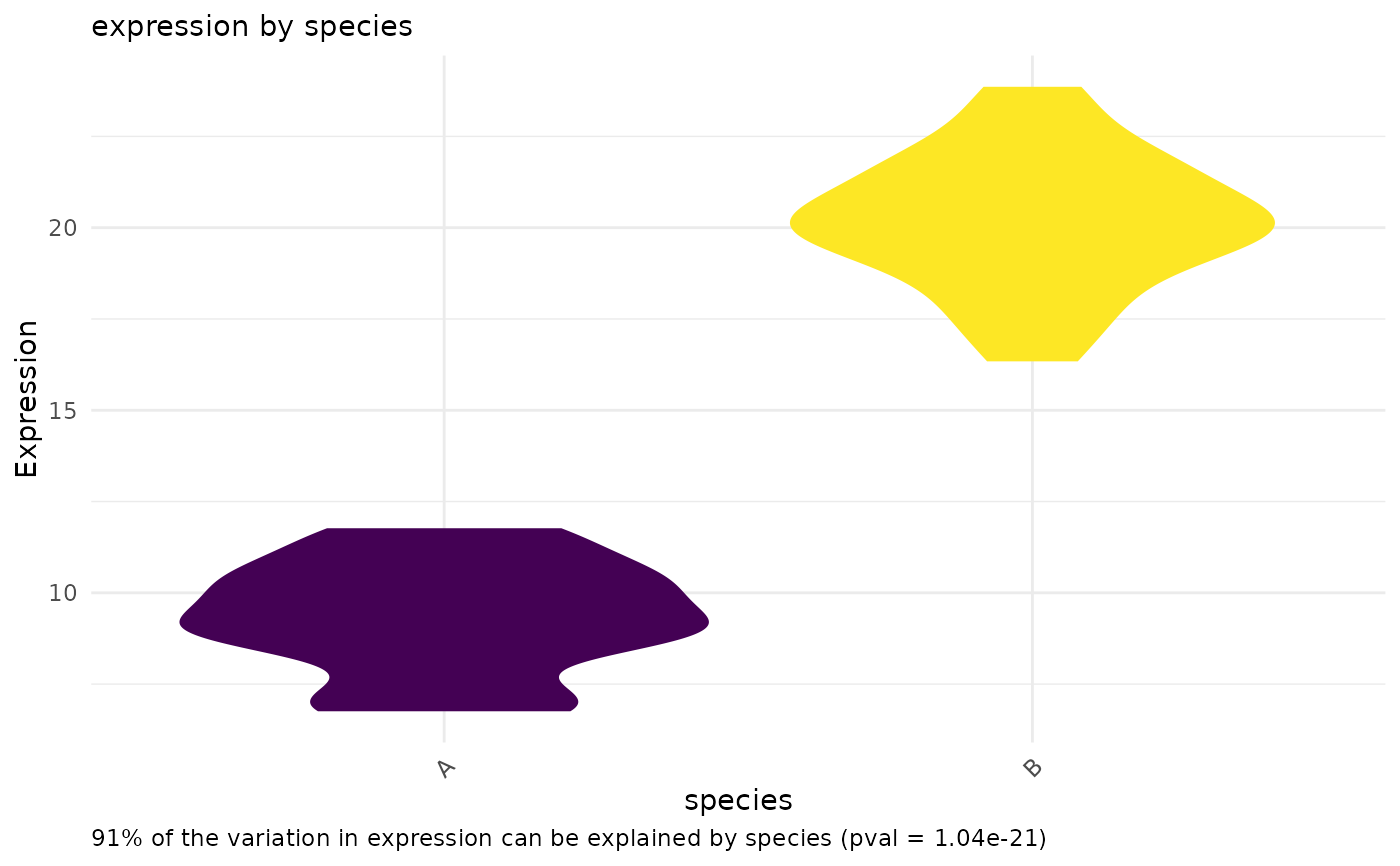 expression by species
Expression
20
15
10
A
B
species
91% of the variation in expression can be explained by species (pval = 1.04e-21)